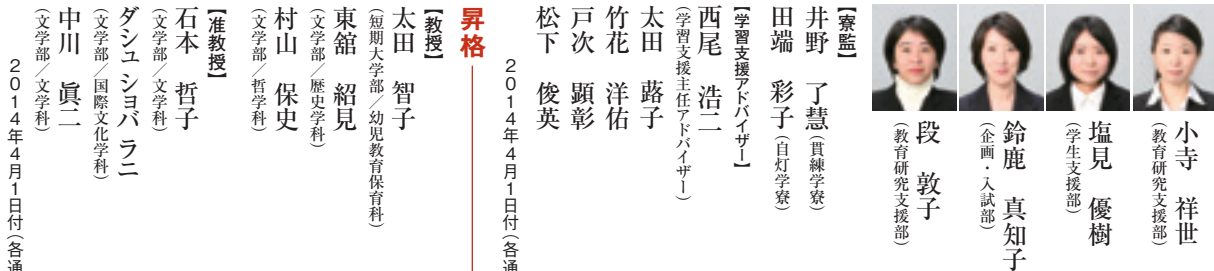 小寺 祥世
（教育研究支援部）
塩見 優樹
（学生支援部）
鈴鹿 真知子
（企画・入試部）
段 敦子
（教育研究支援部）
【寮監】
井野 了慧（貫練学寮）
田端 彩子（自灯学寮）
【学習支援アドバイザー】
西尾 浩二
（学習支援主任アドバイザー）
太田 蕗子
竹花 洋佑
戸次 顕彰
松下 俊英
2014年4月1日付（各通
昇格
【教授】
太田 智子
（短期大学部／幼児教育保育科）
東舘 紹見
（文学部／歴史学科）
村山 保史
（文学部／哲学科）
【准教授】
石本 哲子
（文学部／文学科）
ダシュ ショバ ラニ
（文学部／国際文化学科）
中川 眞二
（文学部／文学科）
2014年4月1日付（各通